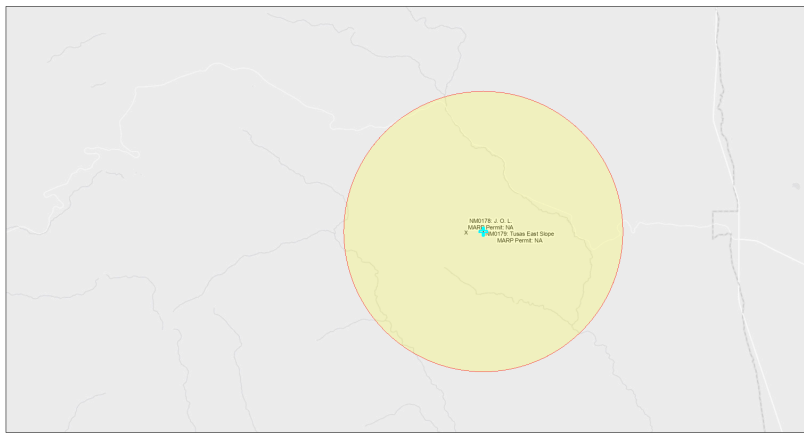 NM0178: J. O. L.
MARP Permit: NA
X
NM0179: Tusas East Slope
MARP Permit: NA